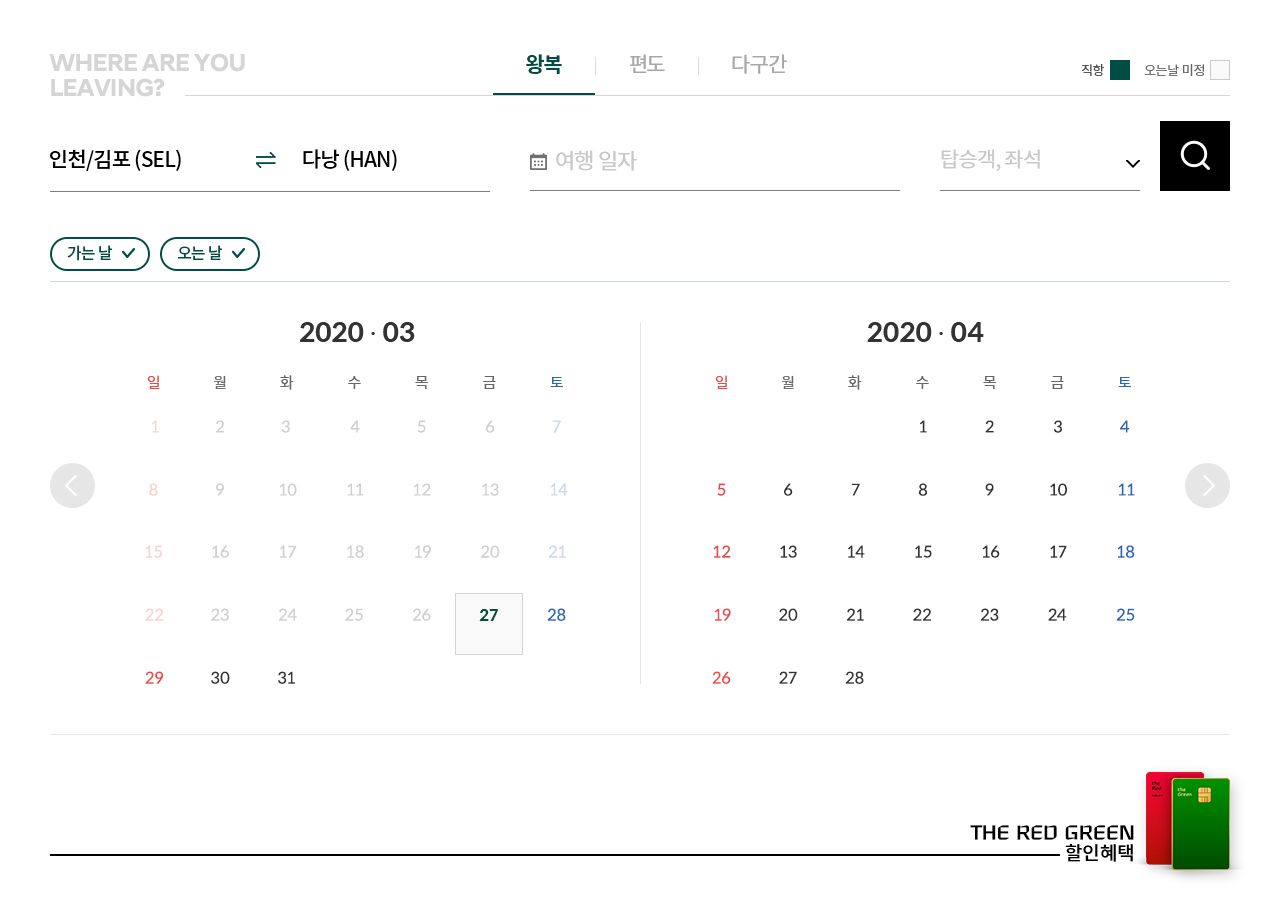 WHERE ARE YOU
LEAVING?
왕복 편도 다구간
직항 오는날 미정
인천/김포 (SEL) 다낭 (HAN) 여행 일자 탑승객, 좌석
가는 날 오는 날
2020 · 03
일 월 화 수 목 금 토
1 2 3 4 5 6 7
8 9 10 11 12 13 14
15 16 17 18 19 20 21
22 23 24 25 26 27 28
29 30 31
2020 · 04
일 월 화 수 목 금 토
1 2 3 4
5 6 7 8 9 10 11
12 13 14 15 16 17 18
19 20 21 22 23 24 25
26 27 28
the
Green
THE RED GREEN
할인혜택